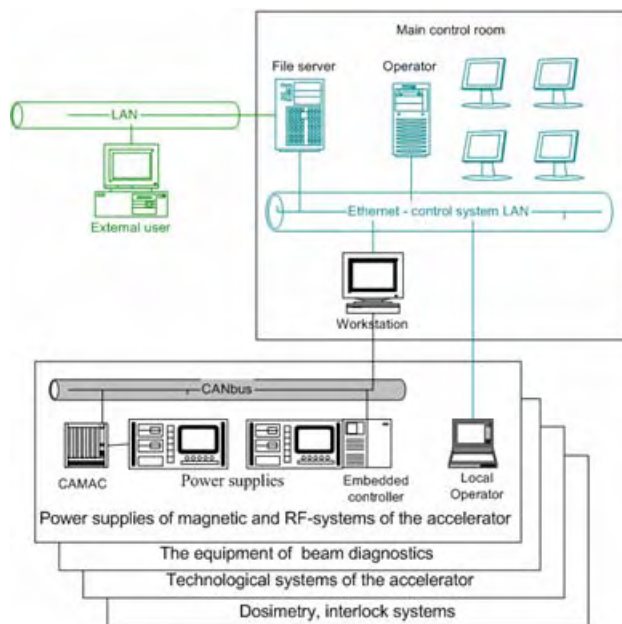 Main control room
File server
Operator
LAN
External user
Ethernet - control system LAN
Workstation
CANbus
CAMAC
Power supplies
Embedded
controller
Local
Operator
Power supplies of magnetic and RF-systems of the accelerator
The equipment of beam diagnostics
Technological systems of the accelerator
Dosimetry, interlock systems